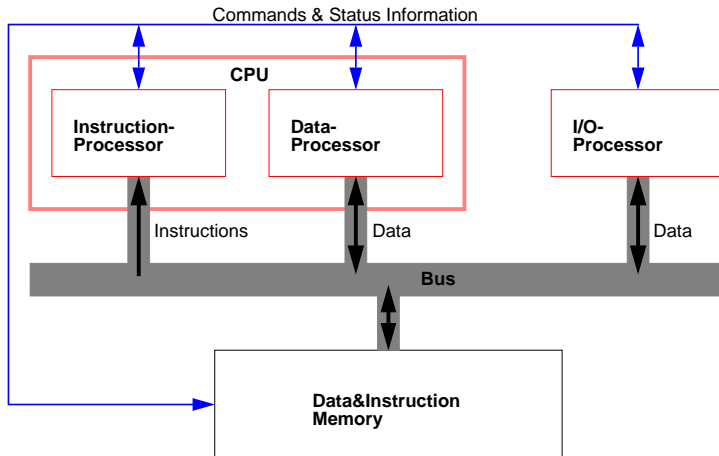 Commands & Status Information
CPU
Instruction-
Processor
Data-
Processor
I/O-
Processor
Instructions
Data
Data
Bus
Data&Instruction
Memory